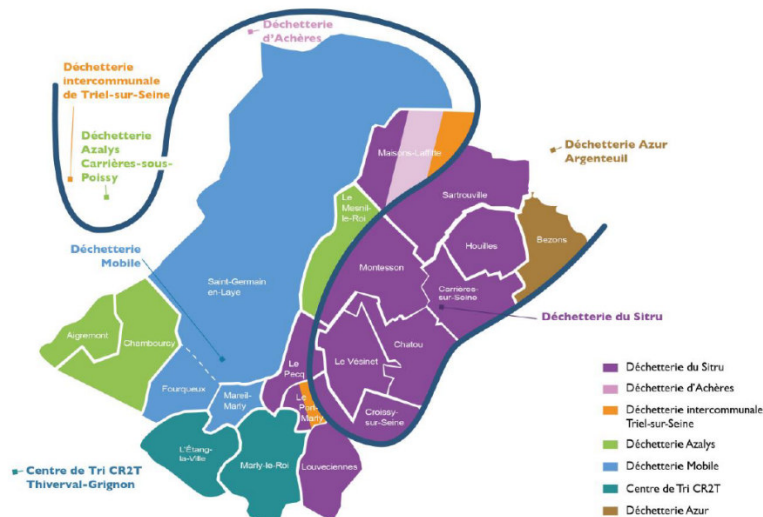 Déchetterie
d'Achères
Déchetterie
intercommunale
de Triel-sur-Seine
Déchetterie
Azalys
Carrières-sous-
Poissy
Déchetterie Azur
Argenteuil
Maisons-Laffitte
Sartrouville
Le Mesnil-
le-Roi
Houilles
Bezons
Déchetterie
Mobile
Saint-Germain
en-Laye
Montesson
Carrières-
sur-Seine
Déchetterie du Sitru
Aigremont
Chambourcy
Chatou
Le Vésinet
Le
Pecq
Fourqueux
Mareil-
Marly
Le Port-
Marly
Croissy-
sur-Seine
L'Étang-
la-Ville
Marly-le-Roi
Louveciennes
Centre de Tri CR2T
Thiverval-Grignon
Déchetterie du Sitru
Déchetterie d'Achères
Déchetterie intercommunale
Triel-sur-Seine
Déchetterie Azalys
Déchetterie Mobile
Centre de Tri CR2T
Déchetterie Azur